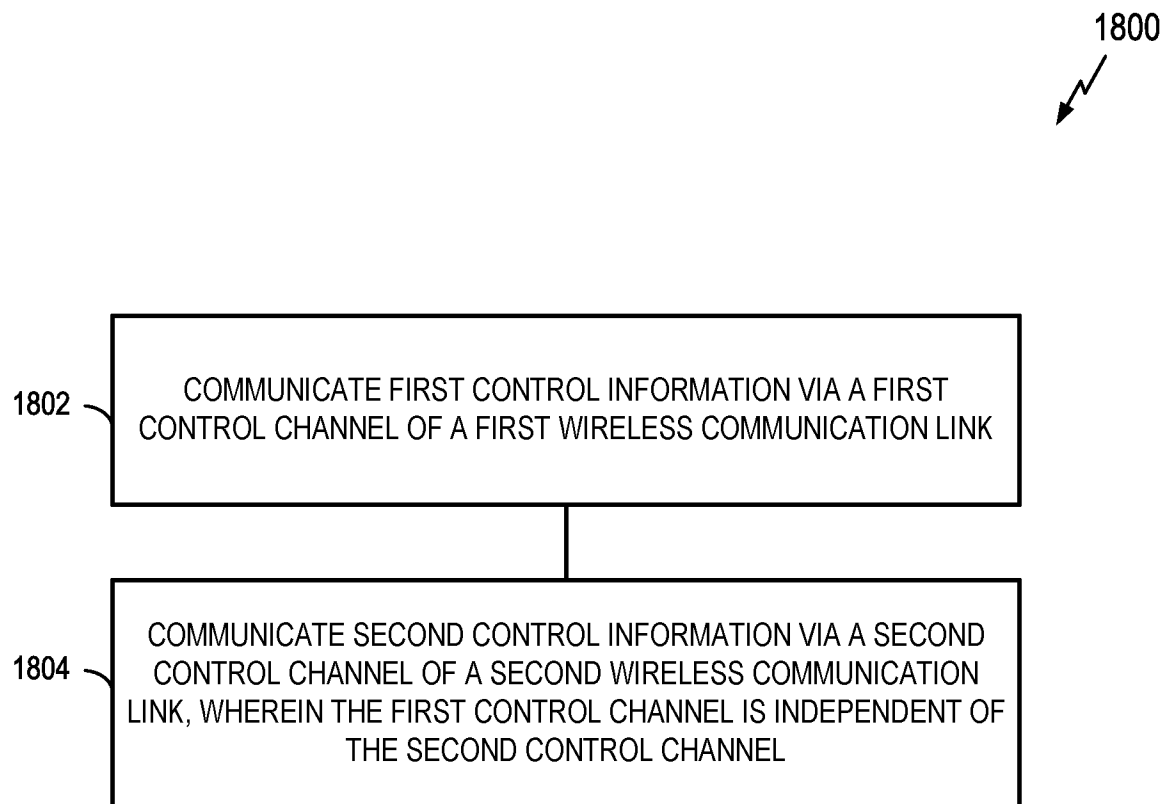 1800
1802
COMMUNICATE FIRST CONTROL INFORMATION VIA A FIRST
CONTROL CHANNEL OF A FIRST WIRELESS COMMUNICATION LINK
1804
COMMUNICATE SECOND CONTROL INFORMATION VIA A SECOND
CONTROL CHANNEL OF A SECOND WIRELESS COMMUNICATION
LINK, WHEREIN THE FIRST CONTROL CHANNEL IS INDEPENDENT OF
THE SECOND CONTROL CHANNEL